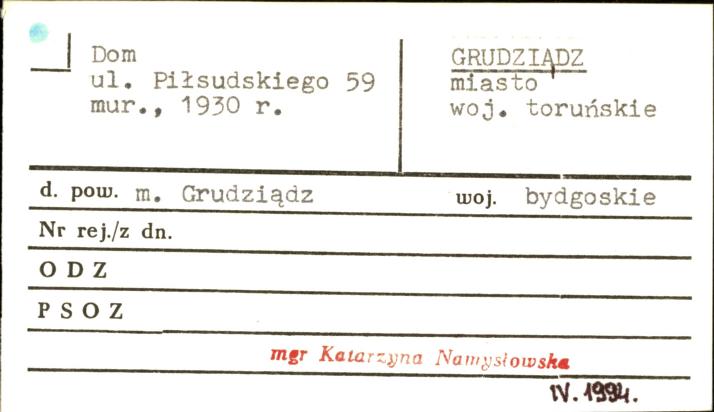 Dom
ul. Piłsudskiego 59
mur., 1930 r.
GRUDZIĄDZ
miasto
woj. toruńskie
d. pow. m. Grudziądz woj. bydgoskie
Nr rej./z dn.
O D Z
P S O Z
mgr Katarzyna Namysłowska
IV. 1994.